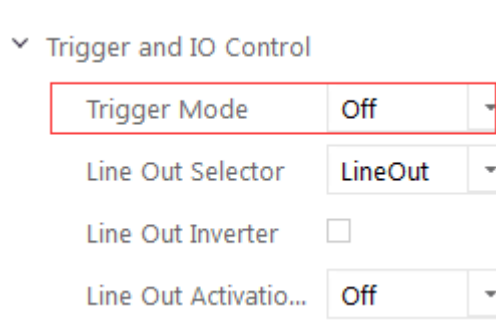 Trigger and IO Control
Trigger Mode Off
Line Out Selector LineOut
Line Out Inverter
Line Out Activatio... Off